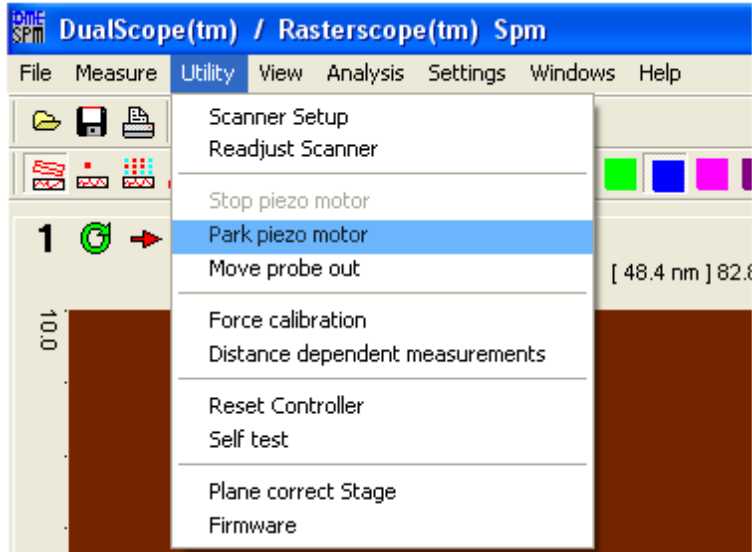 DME
SPM DualScope(tm) / Rasterscope(tm) Spm
File Measure Utility View Analysis Settings Windows Help
Scanner Setup
Readjust Scanner
Stop piezo motor
Park piezo motor
Move probe out
Force calibration
Distance dependent measurements
Reset Controller
Self test
Plane correct Stage
Firmware
1
[ 48.4 nm ] 82.8
10.0